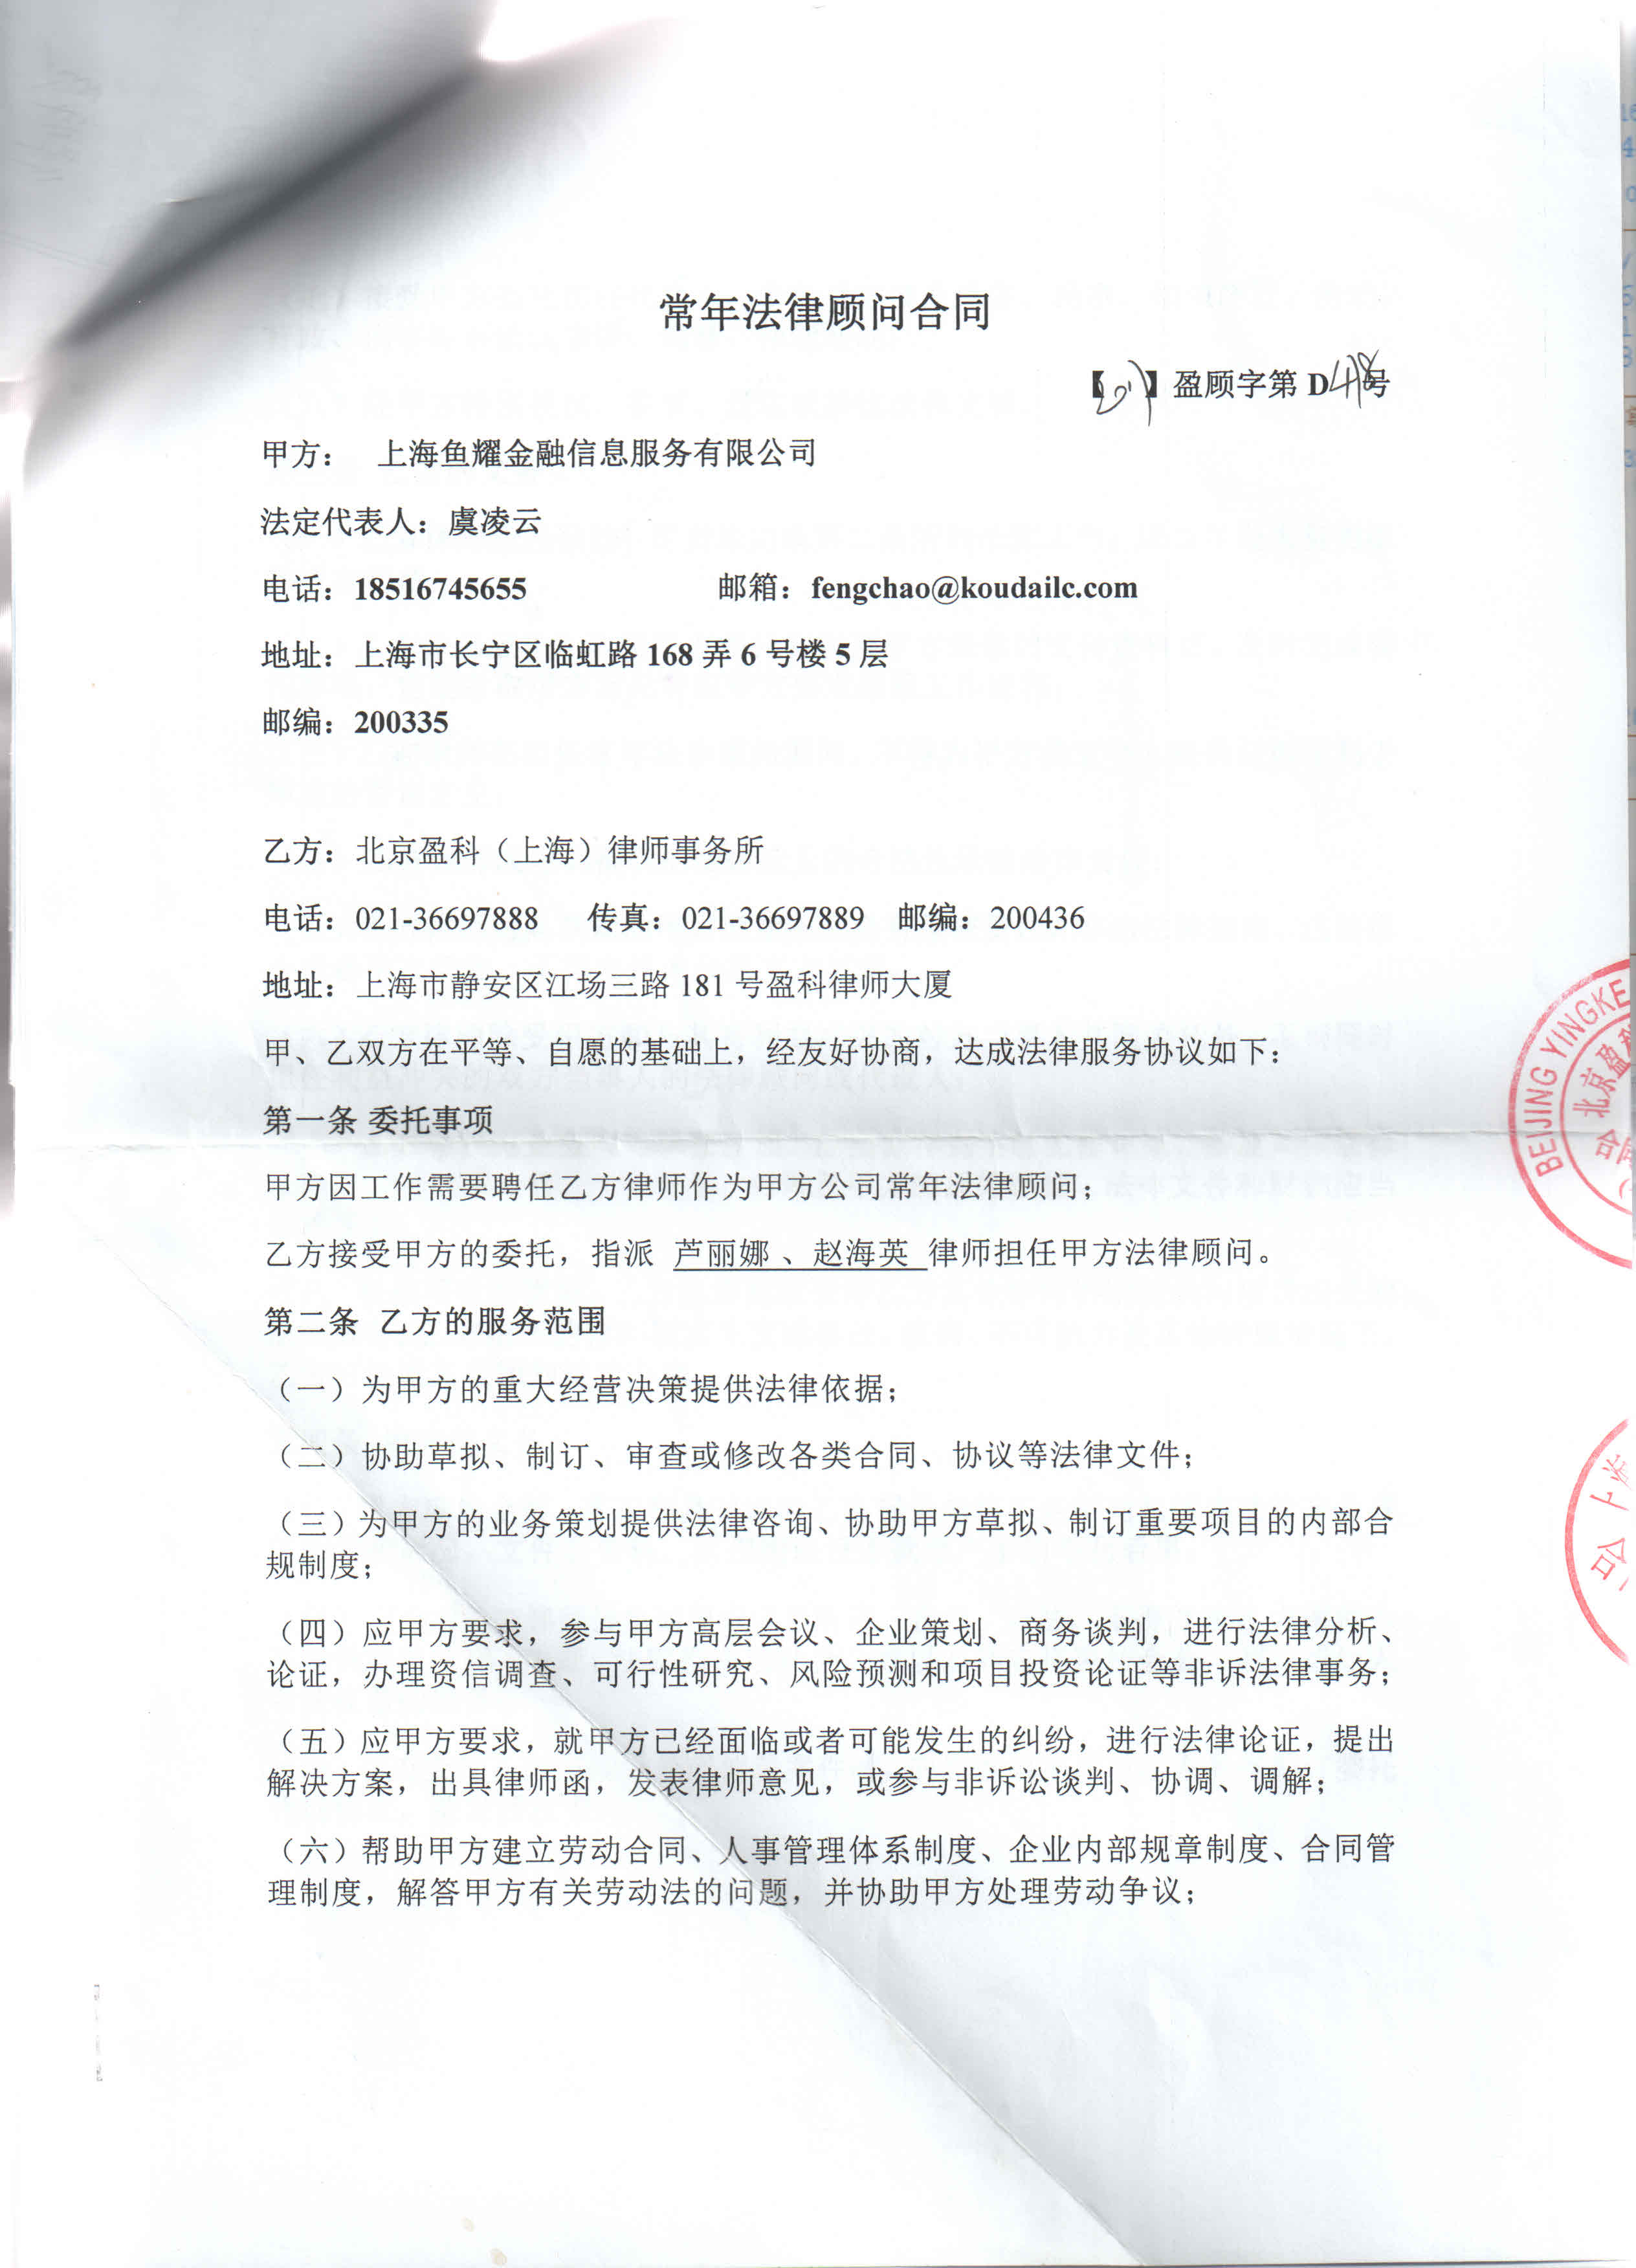 常年法律顾问合同
【】盈顾字第 D号
甲方： 上海鱼耀金融信息服务有限公司
法定代表人：虞凌云
电话：18516745655 邮箱：fengchao@koudailc.com
地址：上海市长宁区临虹路 168 弄 6 号楼 5 层
邮编：200335
乙方：北京盈科（上海）律师事务所
电话：021-36697888 传真：021-36697889 邮编：200436
地址：上海市静安区江场三路 181 号盈科律师大厦
甲、乙双方在平等、自愿的基础上，经友好协商，达成法律服务协议如下：
第一条 委托事项
甲方因工作需要聘任乙方律师作为甲方公司常年法律顾问；
乙方接受甲方的委托，指派 芦丽娜 、赵海英 律师担任甲方法律顾问。
第二条 乙方的服务范围
（一）为甲方的重大经营决策提供法律依据；
（二）协助草拟、制订、审查或修改各类合同、协议等法律文件；
（三）为甲方的业务策划提供法律咨询、协助甲方草拟、制订重要项目的内部合
规制度；
（四）应甲方要求，参与甲方高层会议、企业策划、商务谈判，进行法律分析、
论证，办理资信调查、可行性研究、风险预测和项目投资论证等非诉法律事务；
（五）应甲方要求，就甲方已经面临或者可能发生的纠纷，进行法律论证，提出
解决方案，出具律师函，发表律师意见，或参与非诉讼谈判、协调、调解；
（六）帮助甲方建立劳动合同、人事管理体系制度、企业内部规章制度、合同管
理制度，解答甲方有关劳动法的问题，并协助甲方处理劳动争议；
BEIJING YINGKE
北京盈
合
上
合